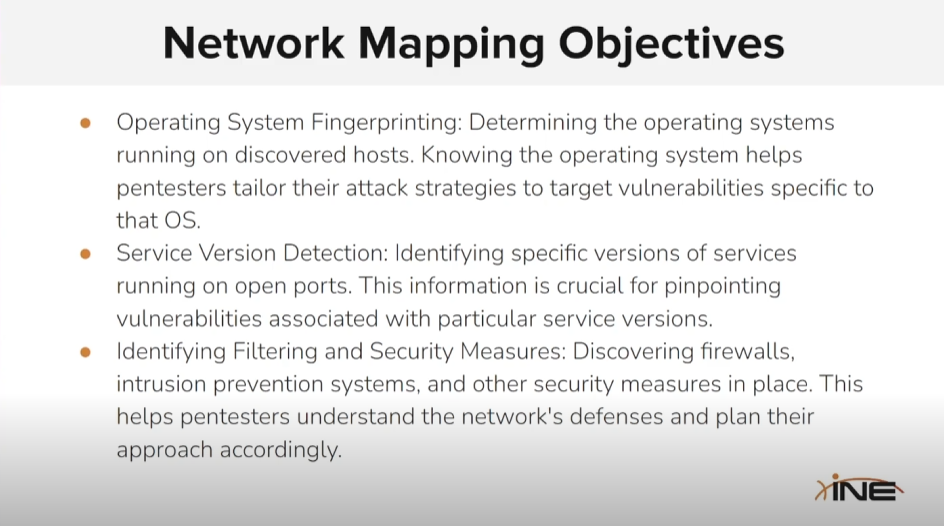 Network Mapping Objectives
● Operating System Fingerprinting: Determining the operating systems
running on discovered hosts. Knowing the operating system helps
pentesters tailor their attack strategies to target vulnerabilities specific to
that OS.
● Service Version Detection: Identifying specific versions of services
running on open ports. This information is crucial for pinpointing
vulnerabilities associated with particular service versions.
● Identifying Filtering and Security Measures: Discovering firewalls,
intrusion prevention systems, and other security measures in place. This
helps pentesters understand the network's defenses and plan their
approach accordingly.
INE